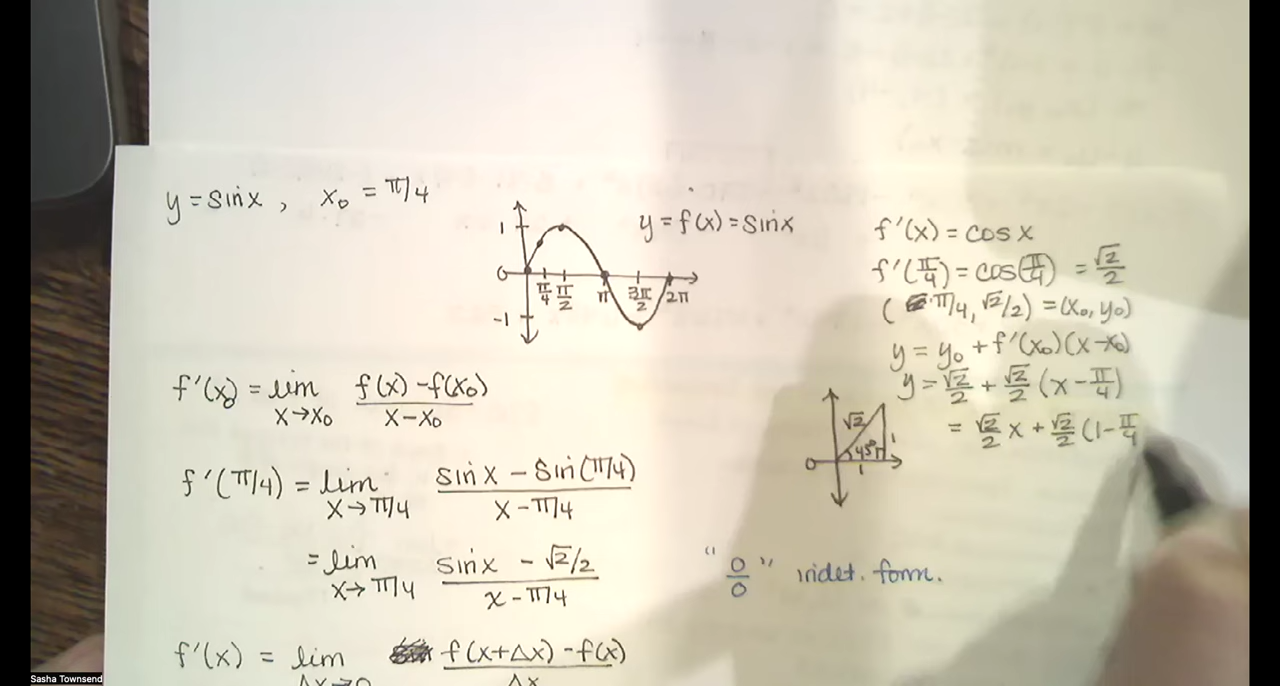 y = sin x , x₀ = π/4
1
0
-1
π/4 π/2 π 3π/2 2π
y = f(x) = sin x
f'(x₀) = lim x→x₀ (f(x) - f(x₀))/(x - x₀)
f'(π/4) = lim x→π/4 (sin x - sin(π/4))/(x - π/4)
= lim x→π/4 (sin x - √2/2)/(x - π/4)
f'(x) = lim Δx→0 (f(x+Δx) - f(x))/Δx
f'(x) = cos x
f'(π/4) = cos(π/4) = √2/2
(π/4, √2/2) = (x₀, y₀)
y = y₀ + f'(x₀)(x - x₀)
y = √2/2 + √2/2 (x - π/4)
= √2/2 x + √2/2 (1 - π/4
√2
1
45°
0
1
"0/0" indet. form.
Sasha Townsend